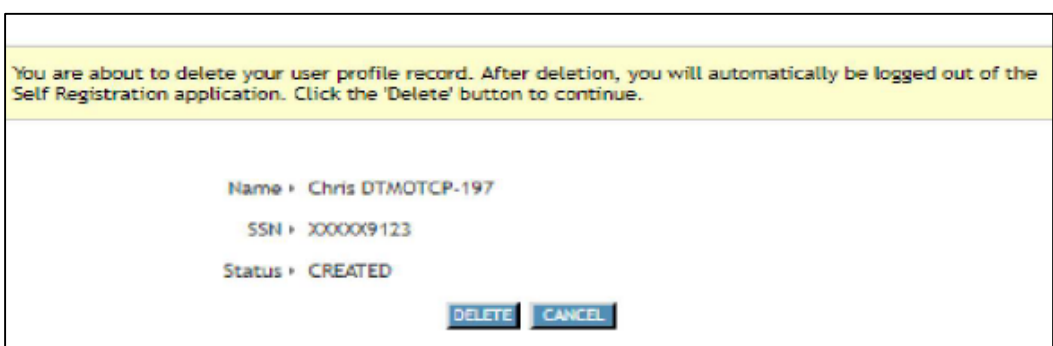 You are about to delete your user profile record. After deletion, you will automatically be logged out of the
Self Registration application. Click the 'Delete' button to continue.
Name › Chris DTMOTCP-197
SSN › XXXXX9123
Status › CREATED
DELETE CANCEL